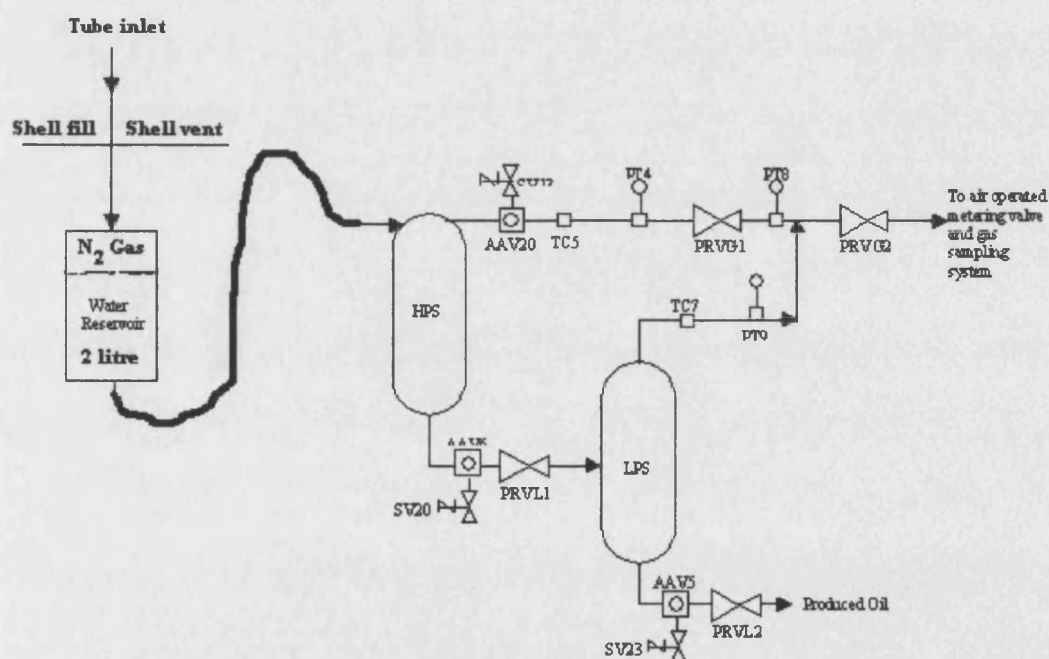 Tube inlet
Shell fill
Shell vent
N2 Gas
Water
Reservoir
2 litre
HPS
AAV20
TC5
PT4
PRVG1
PT8
PRVG2
To air operated
metering valve
and gas
sampling
system
TC7
PT9
SV20
PRVL1
LPS
AAV5
SV23
PRVL2
Produced Oil